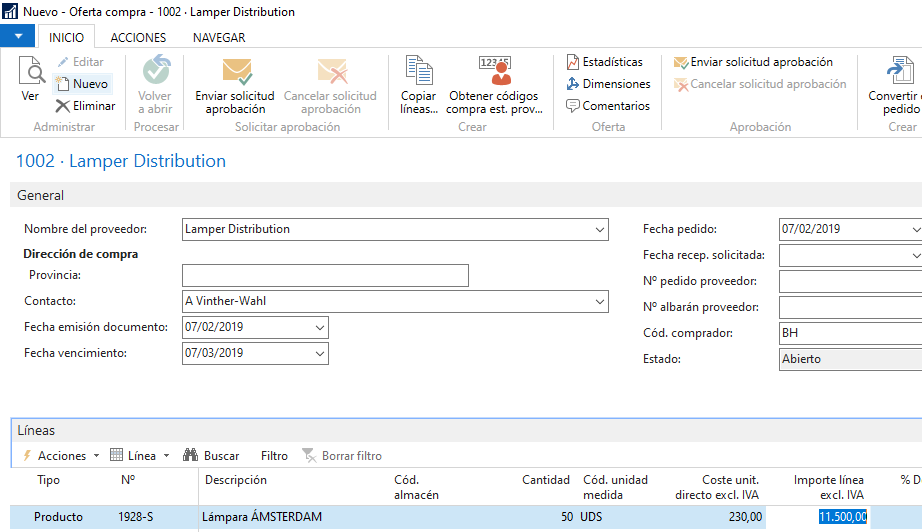 Nuevo - Oferta compra - 1002 · Lamper Distribution
INICIO ACCIONES NAVEGAR
Ver
Editar
Nuevo
Eliminar
Administrar
Volver
a abrir
Procesar
Enviar solicitud
aprobación
Cancelar solicitud
aprobación
Solicitar aprobación
Copiar
líneas...
12345
Obtener códigos
compra est. prov...
Crear
Estadísticas
Dimensiones
Comentarios
Oferta
Enviar solicitud aprobación
Cancelar solicitud aprobación
Aprobación
Convertir
pedido
Crear
1002 · Lamper Distribution
General
Nombre del proveedor: Lamper Distribution
Dirección de compra
Provincia:
Contacto: A Vinther-Wahl
Fecha emisión documento: 07/02/2019
Fecha vencimiento: 07/03/2019
Fecha pedido: 07/02/2019
Fecha recep. solicitada:
Nº pedido proveedor:
Nº albarán proveedor:
Cód. comprador: BH
Estado: Abierto
Líneas
Acciones Línea Buscar Filtro Borrar filtro
Tipo Nº Descripción Cód. almacén Cantidad Cód. unidad medida Coste unit. directo excl. IVA Importe línea excl. IVA % D
Producto 1928-S Lámpara ÁMSTERDAM 50 UDS 230,00 11.500,00